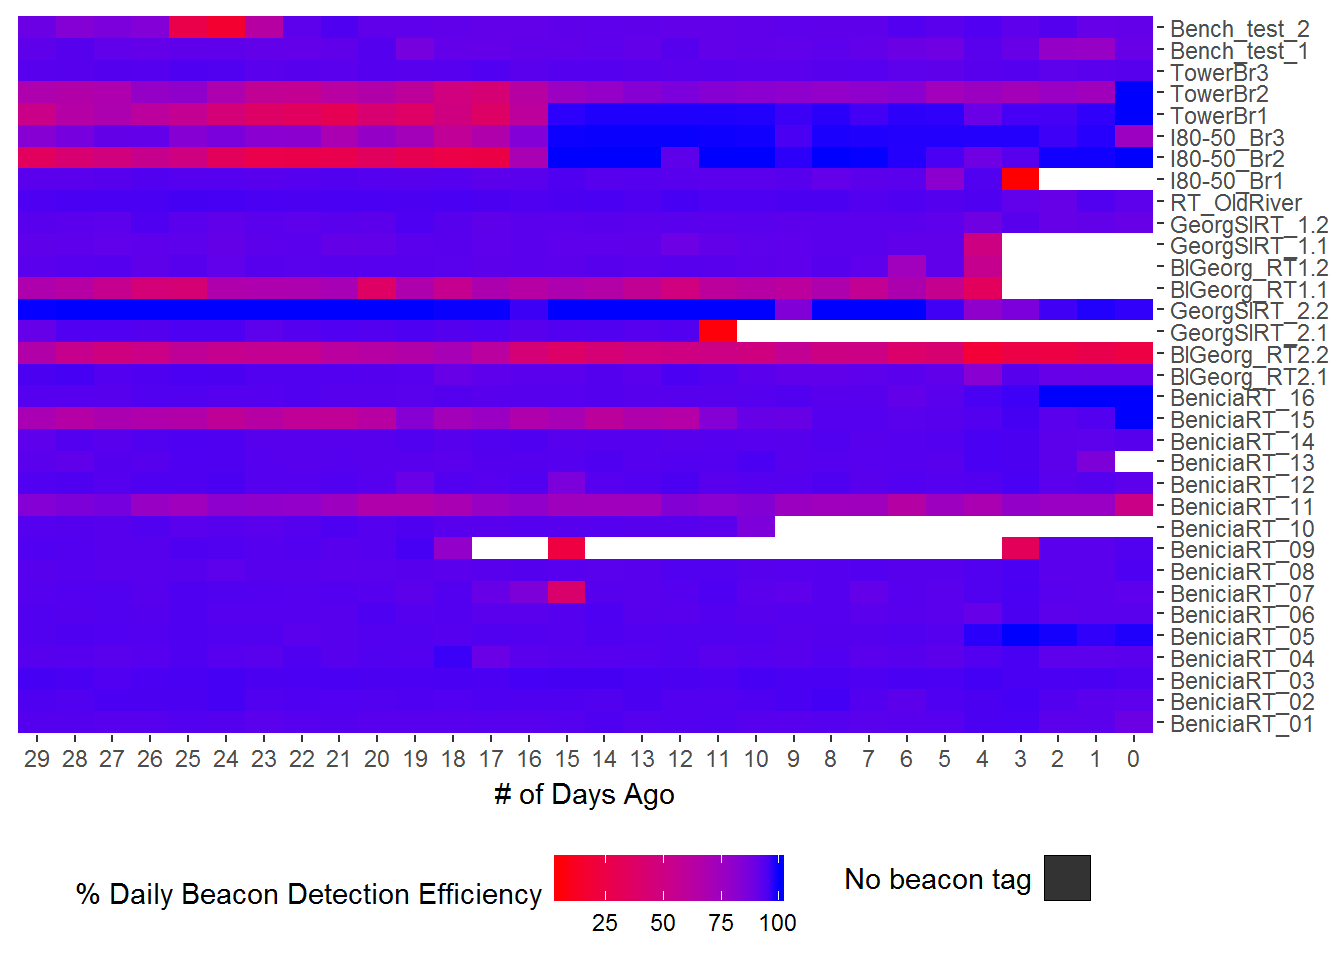 Bench_test_2
Bench_test_1
TowerBr3
TowerBr2
TowerBr1
I80-50_Br3
I80-50_Br2
I80-50_Br1
RT_OldRiver
GeorgSlRT_1.2
GeorgSlRT_1.1
BlGeorg_RT1.2
BlGeorg_RT1.1
GeorgSlRT_2.2
GeorgSlRT_2.1
BlGeorg_RT2.2
BlGeorg_RT2.1
BeniciaRT_16
BeniciaRT_15
BeniciaRT_14
BeniciaRT_13
BeniciaRT_12
BeniciaRT_11
BeniciaRT_10
BeniciaRT_09
BeniciaRT_08
BeniciaRT_07
BeniciaRT_06
BeniciaRT_05
BeniciaRT_04
BeniciaRT_03
BeniciaRT_02
BeniciaRT_01
29 28 27 26 25 24 23 22 21 20 19 18 17 16 15 14 13 12 11 10 9 8 7 6 5 4 3 2 1 0
# of Days Ago
% Daily Beacon Detection Efficiency
25 50 75 100
No beacon tag